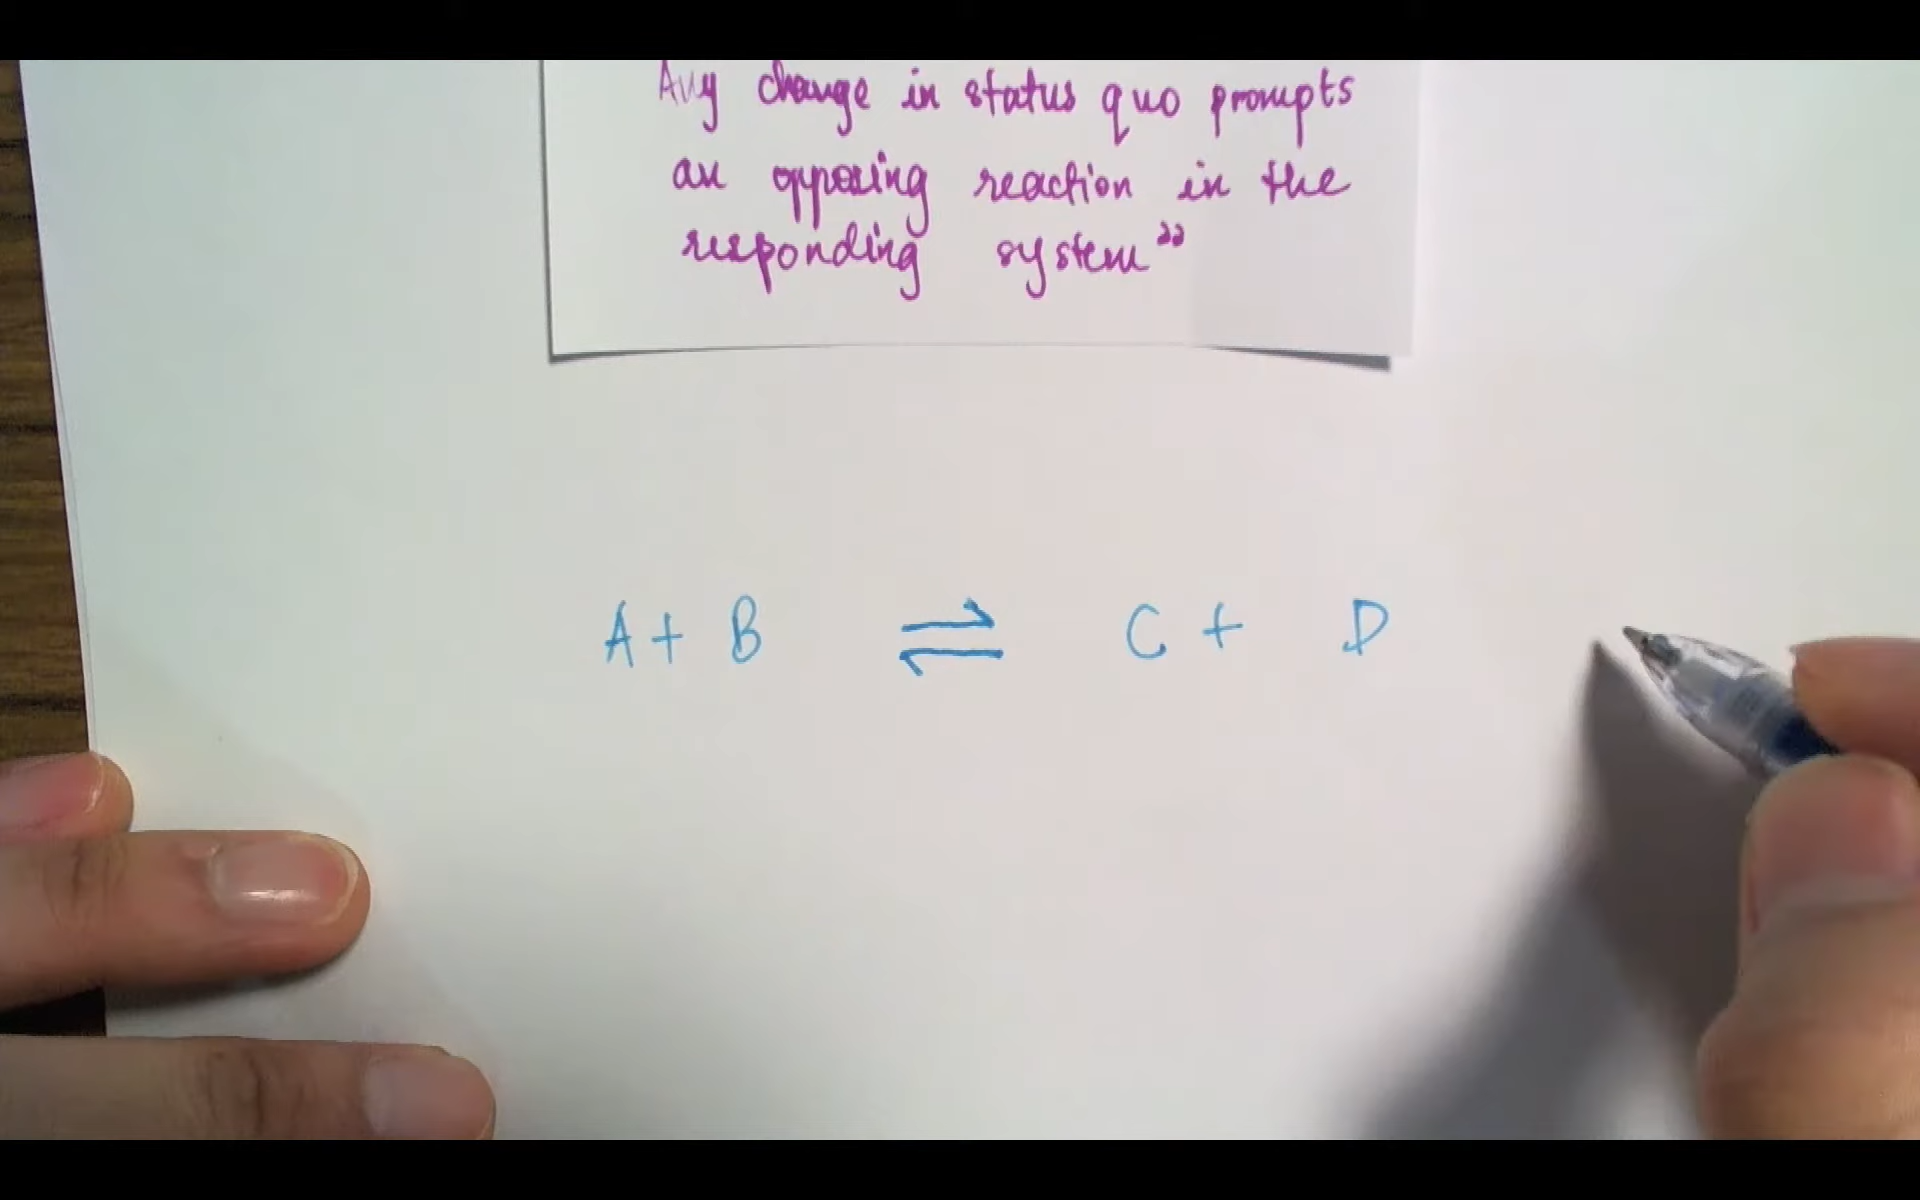 Any change in status quo prompts
an opposing reaction in the
responding system"
A + B ⇌ C + D